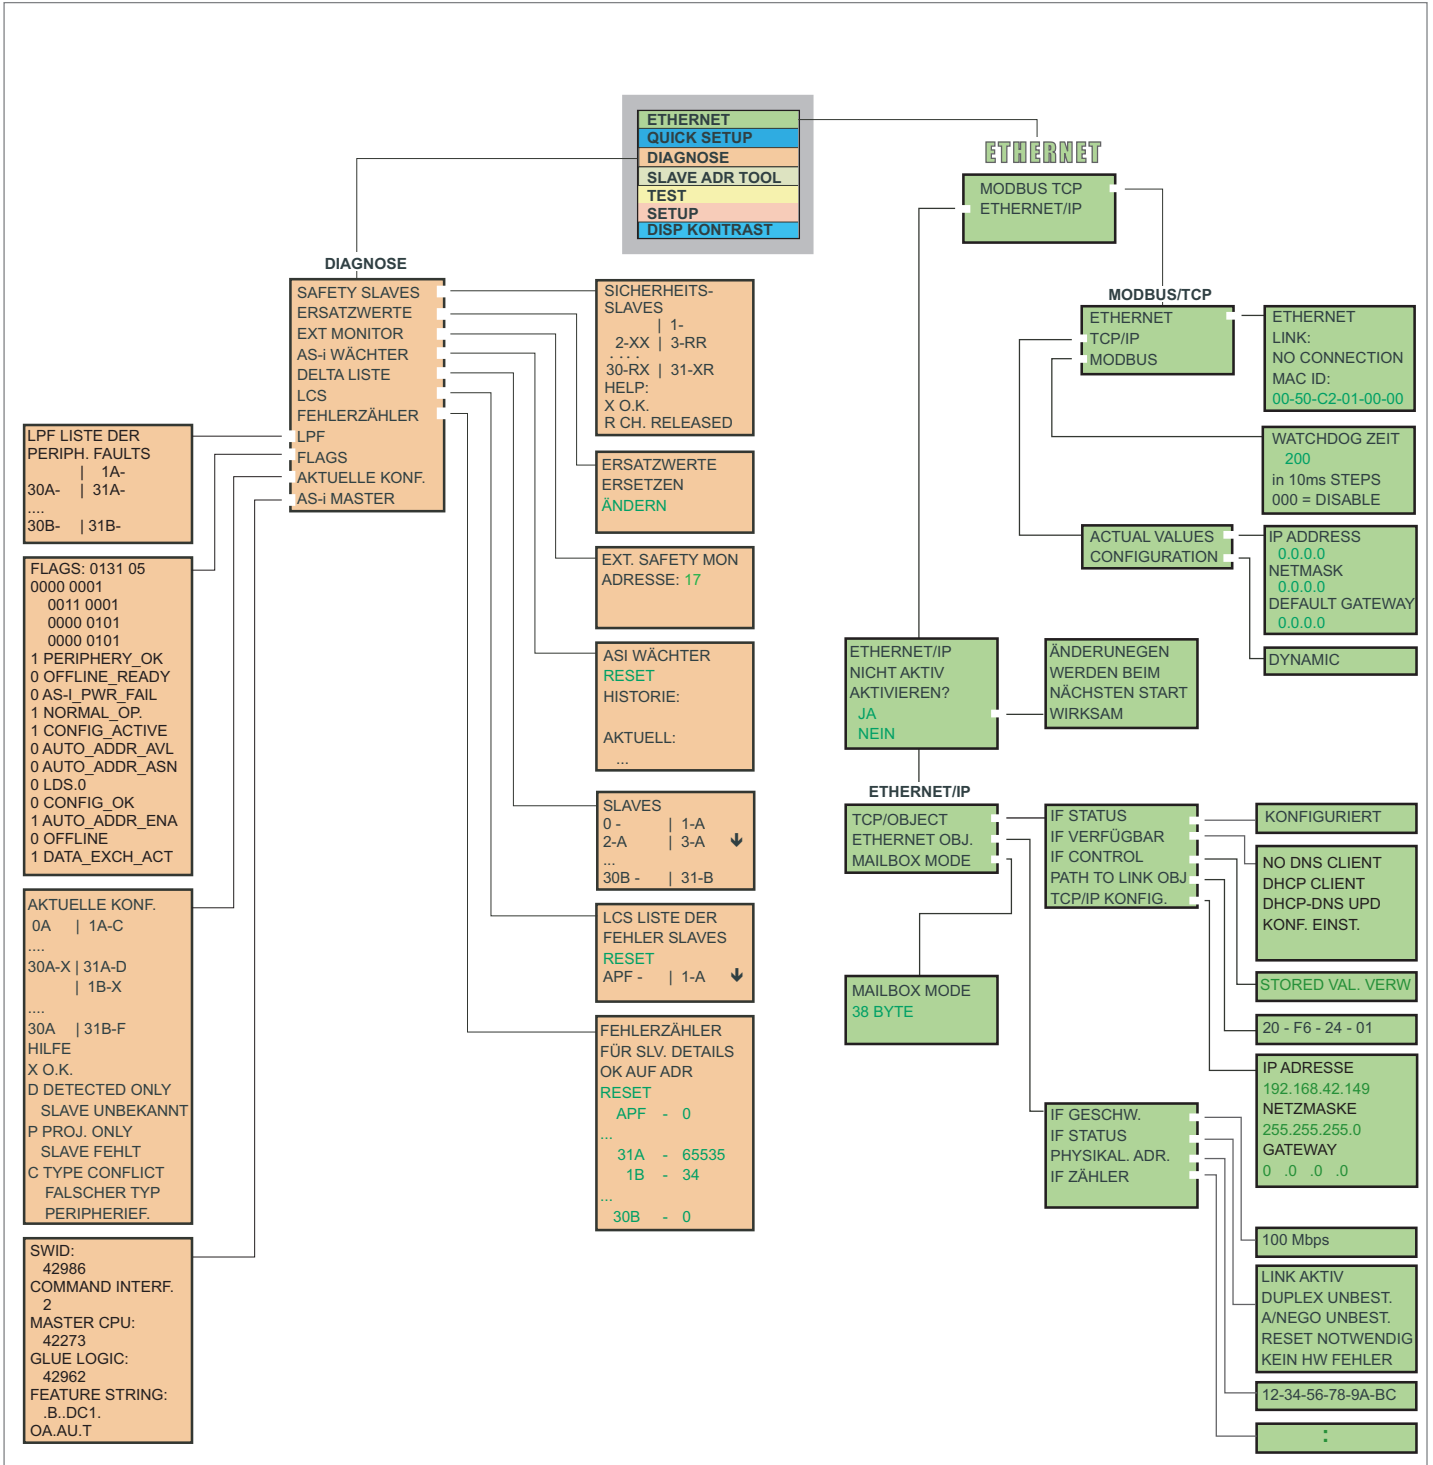 ETHERNET
QUICK SETUP
DIAGNOSE
SLAVE ADR TOOL
TEST
SETUP
DISP KONTRAST
DIAGNOSE
SAFETY SLAVES
ERSATZWERTE
EXT MONITOR
AS-i WÄCHTER
DELTA LISTE
LCS
FEHLERZÄHLER
LPF
FLAGS
AKTUELLE KONF.
AS-i MASTER
LPF LISTE DER
PERIPH. FAULTS
| 1A-
30A- | 31A-
....
30B- | 31B-
FLAGS: 0131 05
0000 0001
0011 0001
0000 0101
0000 0101
1 PERIPHERY_OK
0 OFFLINE_READY
0 AS-I_PWR_FAIL
1 NORMAL_OP.
1 CONFIG_ACTIVE
0 AUTO_ADDR_AVL
0 AUTO_ADDR_ASN
0 LDS.0
0 CONFIG_OK
1 AUTO_ADDR_ENA
0 OFFLINE
1 DATA_EXCH_ACT
AKTUELLE KONF.
0A | 1A-C
....
30A-X | 31A-D
| 1B-X
....
30A | 31B-F
HILFE
X O.K.
D DETECTED ONLY
SLAVE UNBEKANNT
P PROJ. ONLY
SLAVE FEHLT
C TYPE CONFLICT
FALSCHER TYP
PERIPHERIEF.
SWID:
42986
COMMAND INTERF.
2
MASTER CPU:
42273
GLUE LOGIC:
42962
FEATURE STRING:
.B..DC1.
OA.AU.T
SICHERHEITS-
SLAVES
| 1-
2-XX | 3-RR
. . . .
30-RX | 31-XR
HELP:
X O.K.
R CH. RELEASED
ERSATZWERTE
ERSETZEN
ÄNDERN
EXT. SAFETY MON
ADRESSE: 17
ASI WÄCHTER
RESET
HISTORIE:
AKTUELL:
...
SLAVES
0 - | 1-A
2-A | 3-A 🡻
...
30B - | 31-B
LCS LISTE DER
FEHLER SLAVES
RESET
APF - | 1-A 🡻
FEHLERZÄHLER
FÜR SLV. DETAILS
OK AUF ADR
RESET
APF - 0
...
31A - 65535
1B - 34
...
30B - 0
ETHERNET
MODBUS TCP
ETHERNET/IP
MODBUS/TCP
ETHERNET
TCP/IP
MODBUS
ETHERNET
LINK:
NO CONNECTION
MAC ID:
00-50-C2-01-00-00
WATCHDOG ZEIT
200
in 10ms STEPS
000 = DISABLE
ACTUAL VALUES
CONFIGURATION
IP ADDRESS
0.0.0.0
NETMASK
0.0.0.0
DEFAULT GATEWAY
0.0.0.0
DYNAMIC
ETHERNET/IP
NICHT AKTIV
AKTIVIEREN?
JA
NEIN
ÄNDERUNEGEN
WERDEN BEIM
NÄCHSTEN START
WIRKSAM
ETHERNET/IP
TCP/OBJECT
ETHERNET OBJ.
MAILBOX MODE
IF STATUS
IF VERFÜGBAR
IF CONTROL
PATH TO LINK OBJ
TCP/IP KONFIG.
KONFIGURIERT
NO DNS CLIENT
DHCP CLIENT
DHCP-DNS UPD
KONF. EINST.
STORED VAL. VERW
20 - F6 - 24 - 01
IP ADRESSE
192.168.42.149
NETZMASKE
255.255.255.0
GATEWAY
0 .0 .0 .0
MAILBOX MODE
38 BYTE
IF GESCHW.
IF STATUS
PHYSIKAL. ADR.
IF ZÄHLER
100 Mbps
LINK AKTIV
DUPLEX UNBEST.
A/NEGO UNBEST.
RESET NOTWENDIG
KEIN HW FEHLER
12-34-56-78-9A-BC
: